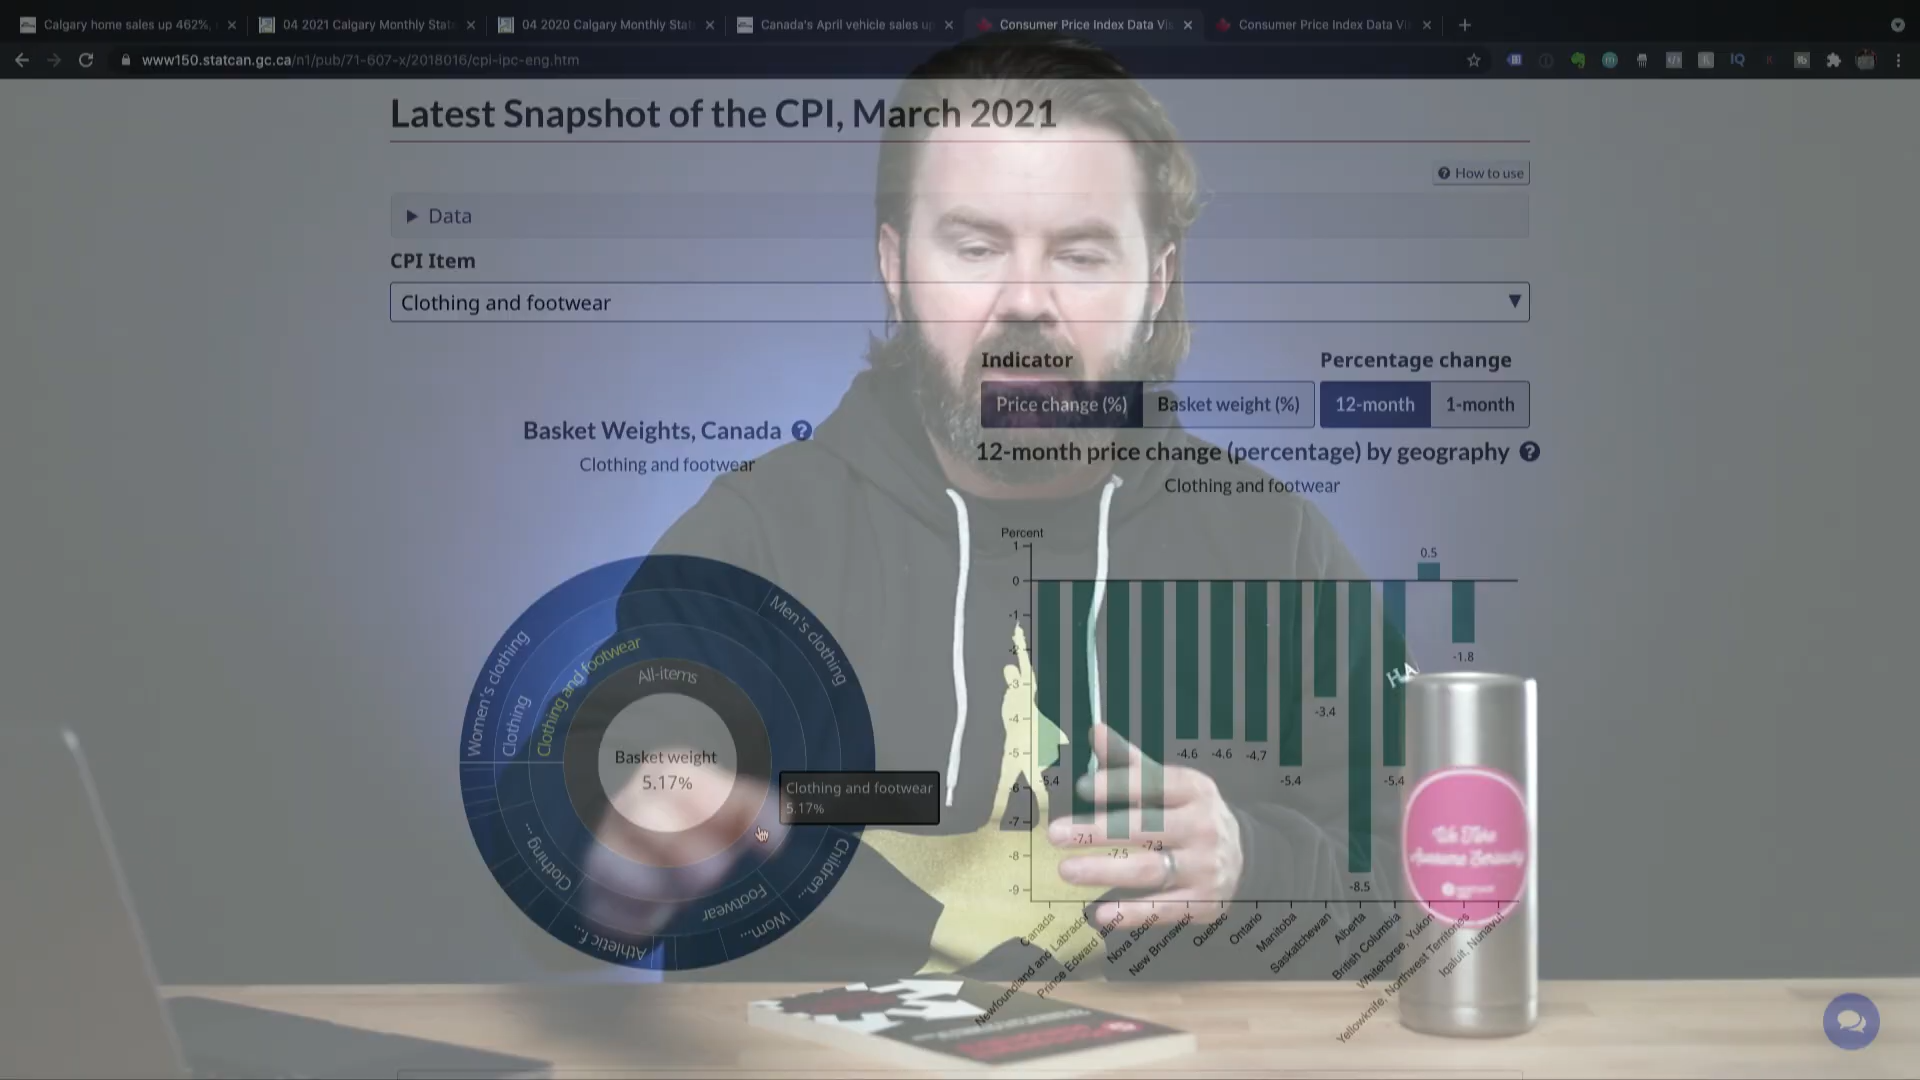 Calgary home sales up 462%,
04 2021 Calgary Monthly Stat
04 2020 Calgary Monthly Stat
Canada's April vehicle sales up
Consumer Price Index Data Vis
Consumer Price Index Data Vi
www150.statcan.gc.ca/n1/pub/71-607-x/2018016/cpi-ipc-eng.htm
Latest Snapshot of the CPI, March 2021
How to use
Data
CPI Item
Clothing and footwear
Indicator
Percentage change
Price change (%)
Basket weight (%)
12-month
1-month
Basket Weights, Canada
Clothing and footwear
12-month price change (percentage) by geography
Clothing and footwear
Women's clothing
Clothing
Clothing and footwear
All-items
Men's clothing
Basket weight
5.17%
Clothing and footwear
5.17%
Children...
Footwear
Wom...
Athletic f...
Clothing ...
Percent
1
0
-1
-2
-3
-4
-5
-6
-7
-8
-9
-5.4
-7.1
-7.5
-7.3
-4.6
-4.6
-4.7
-5.4
-3.4
-8.5
-5.4
0.5
-1.8
Canada
Newfoundland and Labrador
Prince Edward Island
Nova Scotia
New Brunswick
Quebec
Ontario
Manitoba
Saskatchewan
Alberta
British Columbia
Whitehorse, Yukon
Yellowknife, Northwest Territories
Iqaluit, Nunavut
HA
We Take
Awesome Seriously